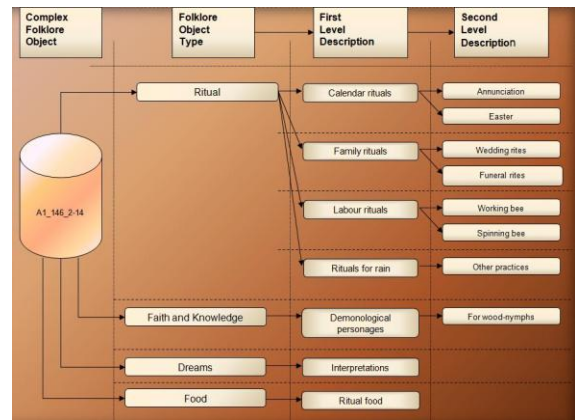 Complex
Folklore
Object
Folklore
Object
Type
First
Level
Description
Second
Level
Description
A1_146_2-14
Ritual
Calendar rituals
Annunciation
Easter
Family rituals
Wedding rites
Funeral rites
Labour rituals
Working bee
Spinning bee
Rituals for rain
Other practices
Faith and Knowledge
Demonological
personages
For wood-nymphs
Dreams
Interpretations
Food
Ritual food